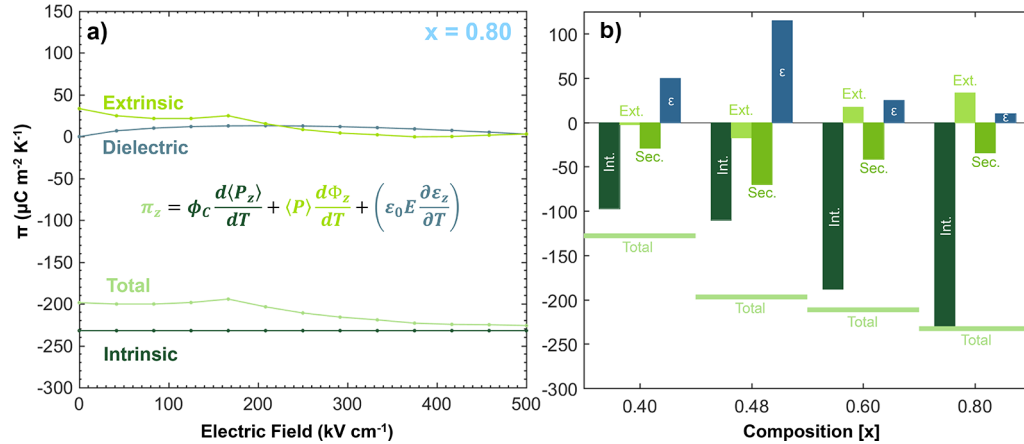 a)
x = 0.80
150
100
50
0
-50
-100
-150
-200
-250
-300
π (μC m⁻² K⁻¹)
Extrinsic
Dielectric
π_z = ϕ_C d⟨P_z⟩/dT + ⟨P⟩ dΦ_z/dT + (ε₀E ∂ε_z/∂T)
Total
Intrinsic
0 100 200 300 400 500
Electric Field (kV cm⁻¹)
b)
100
50
0
-50
-100
-150
-200
-250
-300
Int. Ext. Sec. ε
Total
Int. Ext. Sec. ε
Total
Int. Ext. Sec. ε
Total
Int. Ext. Sec. ε
Total
0.40 0.48 0.60 0.80
Composition [x]